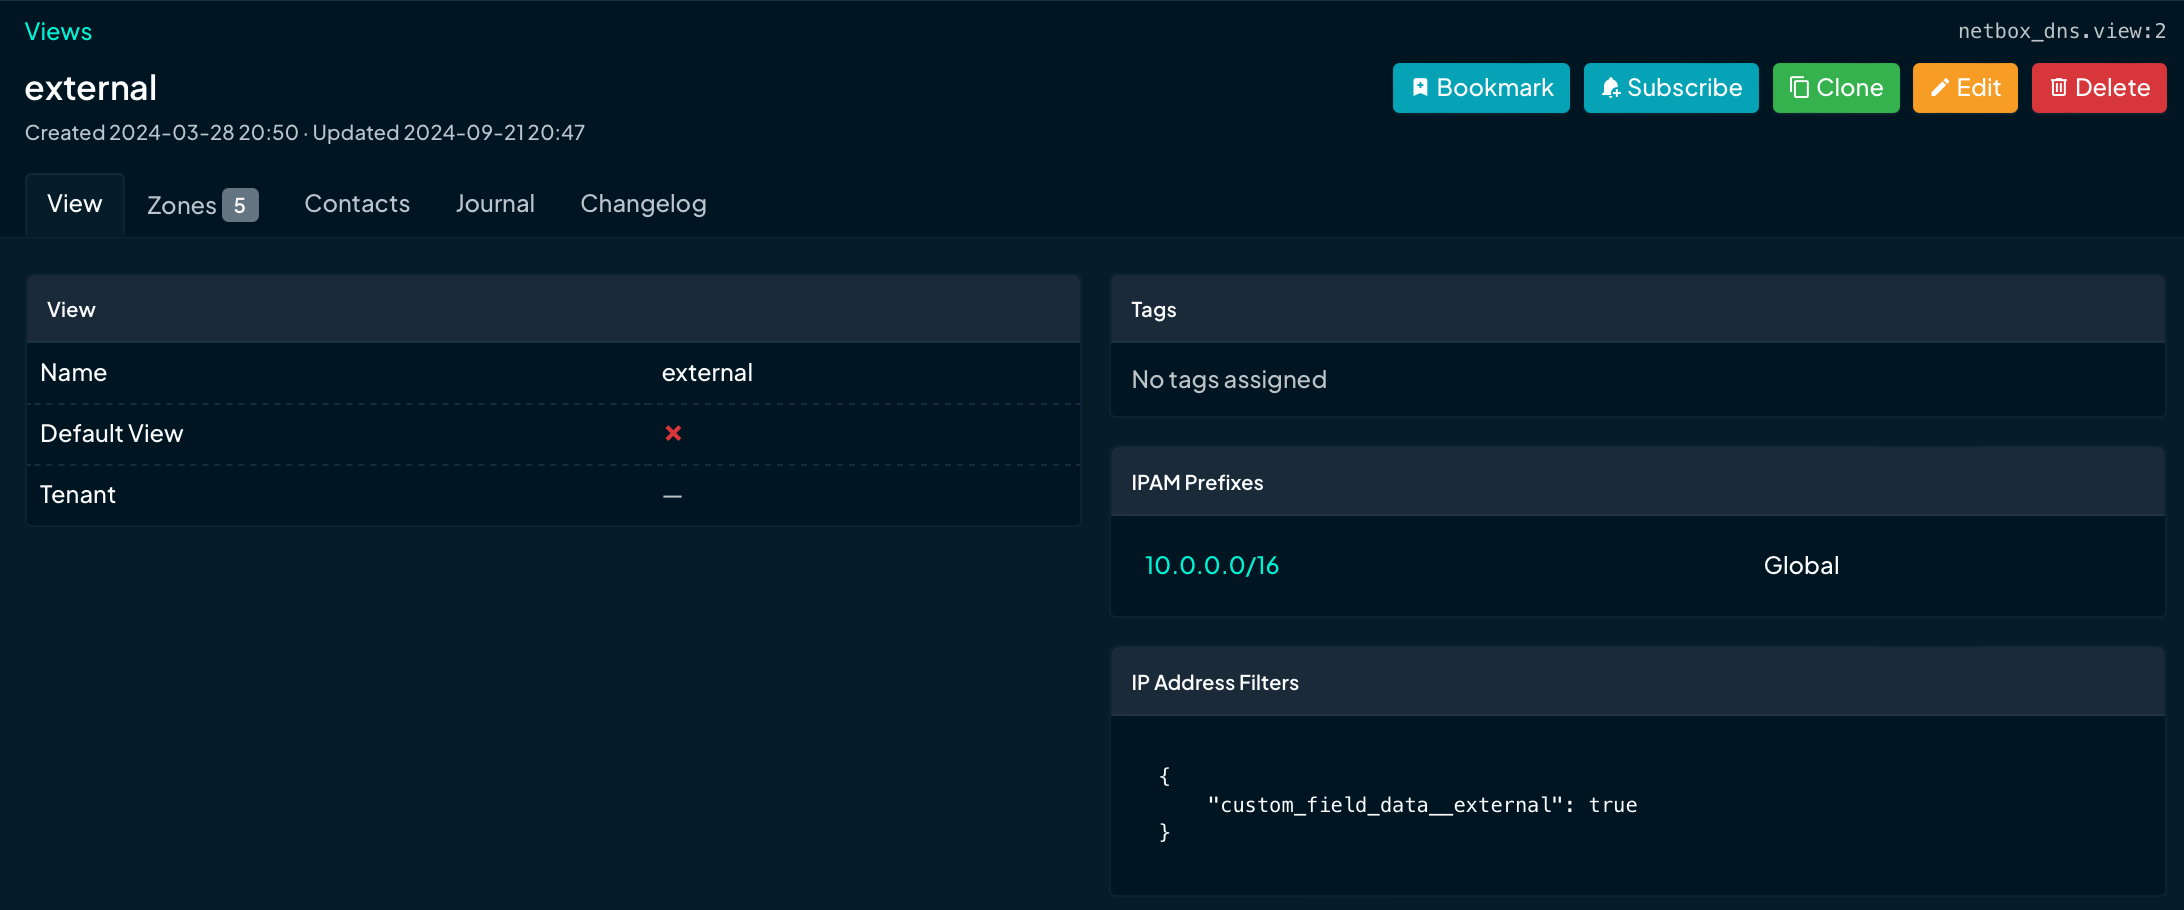 Views
netbox_dns.view:2
external
Bookmark Subscribe Clone Edit Delete
Created 2024-03-28 20:50 · Updated 2024-09-21 20:47
View Zones 5 Contacts Journal Changelog
View
Name external
Default View
Tenant —
Tags
No tags assigned
IPAM Prefixes
10.0.0.0/16 Global
IP Address Filters
{
    "custom_field_data__external": true
}